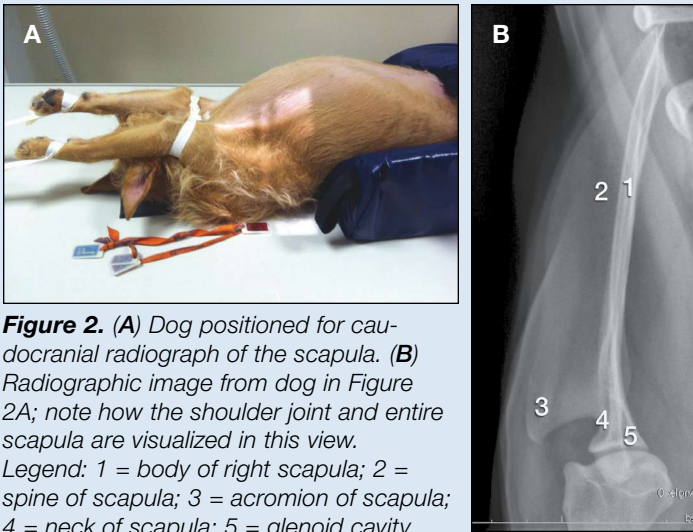 A
B
2 1
3
4
5
Figure 2. (A) Dog positioned for cau-
docranial radiograph of the scapula. (B)
Radiographic image from dog in Figure
2A; note how the shoulder joint and entire
scapula are visualized in this view.
Legend: 1 = body of right scapula; 2 =
spine of scapula; 3 = acromion of scapula;
4 = neck of scapula; 5 = glenoid cavity